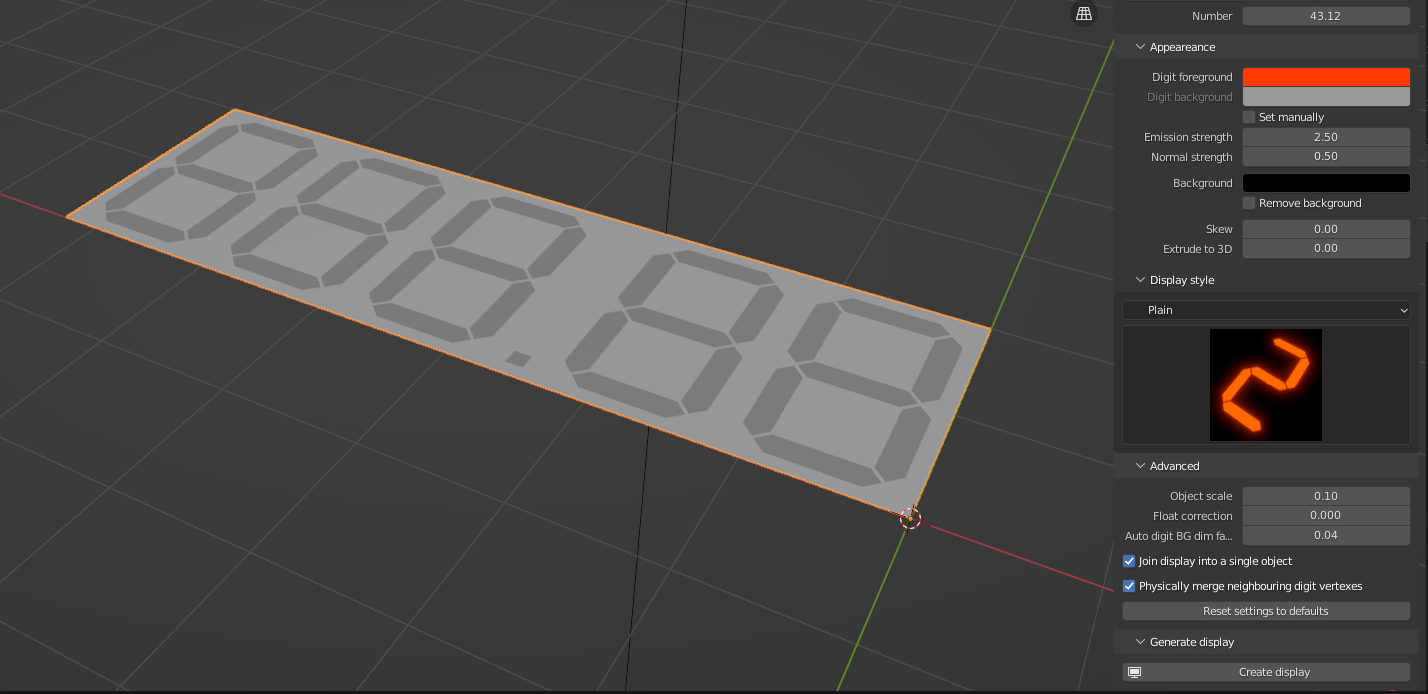 Number 43.12
Appeareance
Digit foreground
Digit background
Set manually
Emission strength 2.50
Normal strength 0.50
Background
Remove background
Skew 0.00
Extrude to 3D 0.00
Display style
Plain
Advanced
Object scale 0.10
Float correction 0.000
Auto digit BG dim fa... 0.04
Join display into a single object
Physically merge neighbouring digit vertexes
Reset settings to defaults
Generate display
Create display